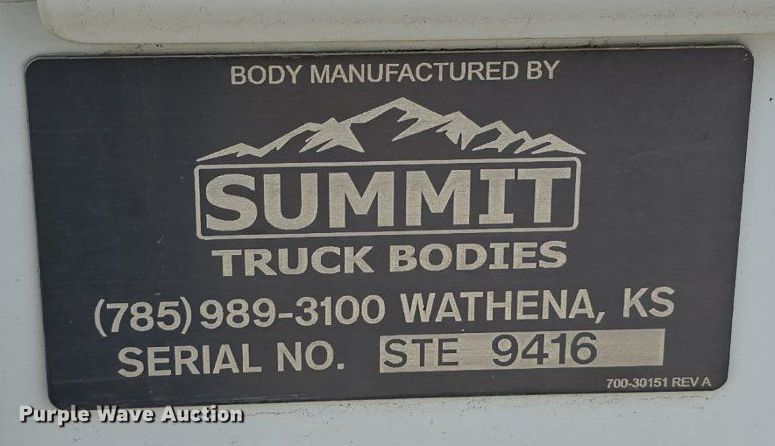 BODY MANUFACTURED BY
SUMMIT
TRUCK BODIES
(785) 989-3100 WATHENA, KS
SERIAL NO. STE 9416
700-30151 REV A
Purple Wave Auction